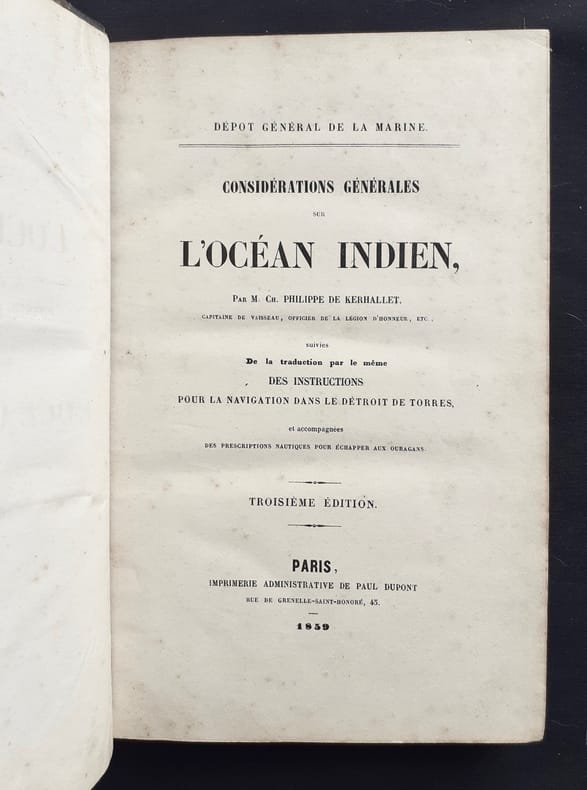 DÉPOT GÉNÉRAL DE LA MARINE.
CONSIDÉRATIONS GÉNÉRALES
SUR
L'OCÉAN INDIEN,
PAR M. CH. PHILIPPE DE KERHALLET,
CAPITAINE DE VAISSEAU, OFFICIER DE LA LÉGION D'HONNEUR, ETC.,
suivies
De la traduction par le même
DES INSTRUCTIONS
POUR LA NAVIGATION DANS LE DÉTROIT DE TORRES,
et accompagnées
DES PRESCRIPTIONS NAUTIQUES POUR ÉCHAPPER AUX OURAGANS.
TROISIÈME ÉDITION.
PARIS,
IMPRIMERIE ADMINISTRATIVE DE PAUL DUPONT
RUE DE GRENELLE-SAINT-HONORÉ, 45.
1859